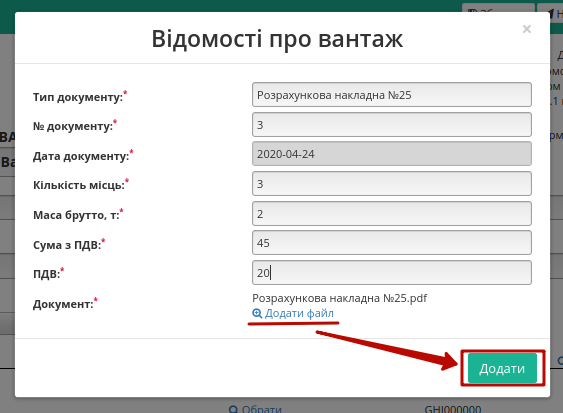 Відомості про вантаж
×
Тип документу:* Розрахункова накладна №25
№ документу:* 3
Дата документу:* 2020-04-24
Кількість місць:* 3
Маса брутто, т:* 2
Сума з ПДВ:* 45
ПДВ:* 20
Документ:* Розрахункова накладна №25.pdf
Додати файл
Додати
Обрати